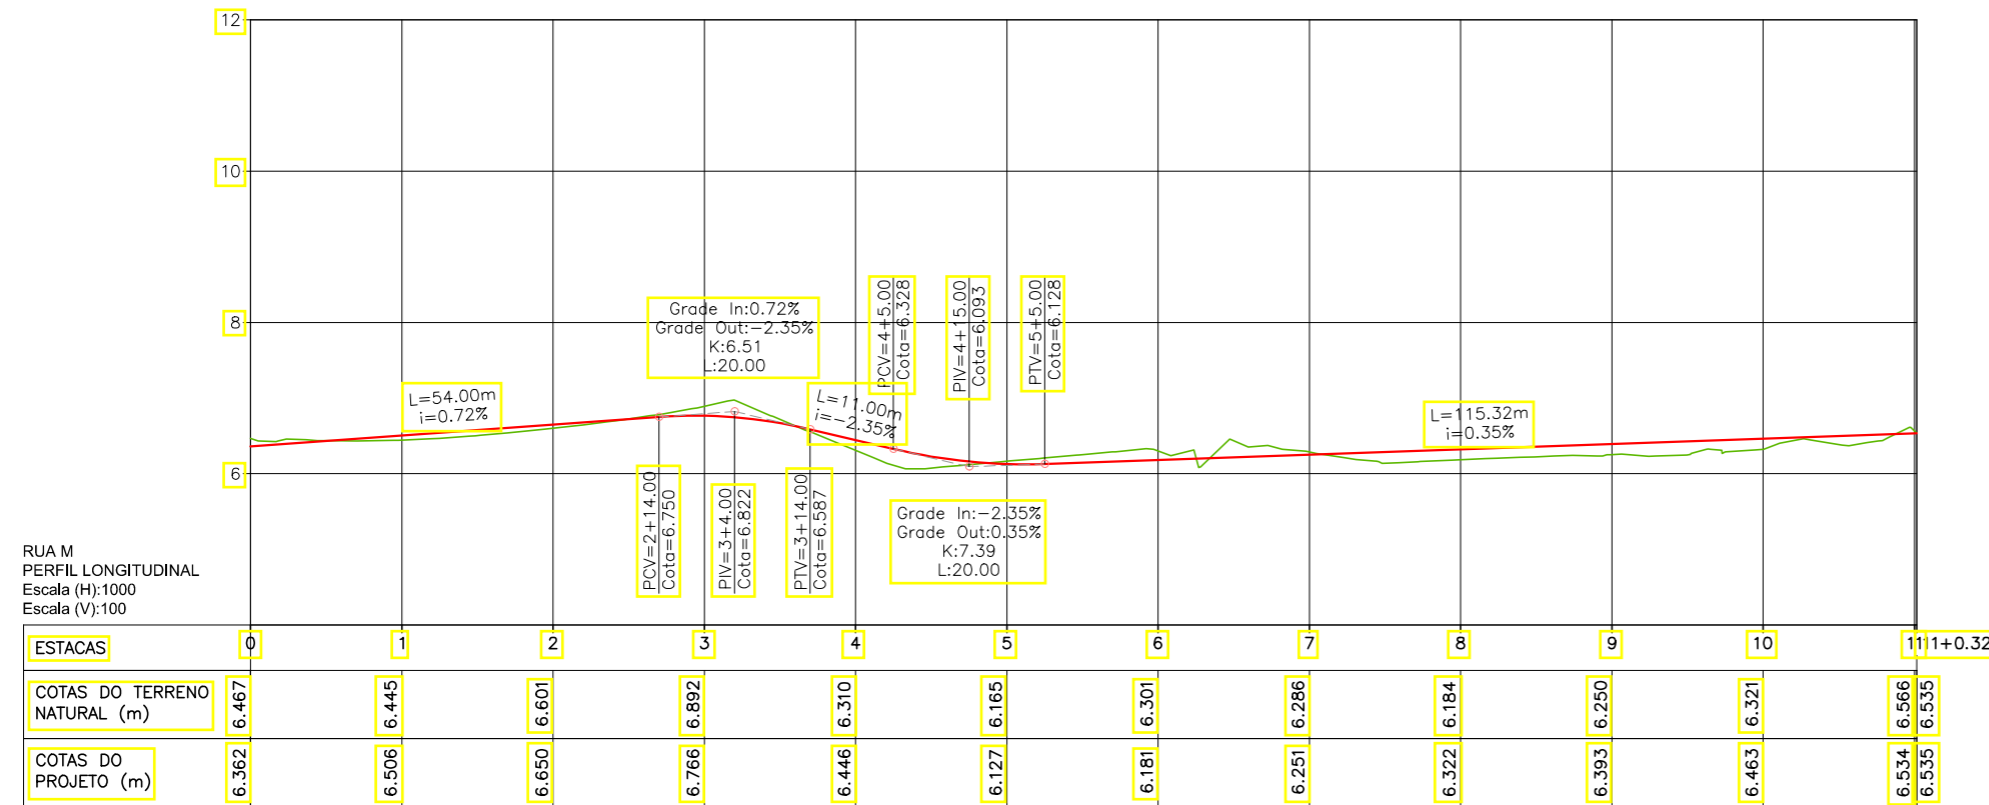 12
10
8
6
Grade In:0.72%
Grade Out:-2.35%
K:6.51
L:20.00
L=54.00m
i=0.72%
L=11.00m
i=-2.35%
PCV=4+5.00
Cota=6.328
PIV=4+15.00
Cota=6.093
PTV=5+5.00
Cota=6.128
L=115.32m
i=0.35%
PCV=2+14.00
Cota=6.750
PIV=3+4.00
Cota=6.822
PTV=3+14.00
Cota=6.587
Grade In:-2.35%
Grade Out:0.35%
K:7.39
L:20.00
RUA M
PERFIL LONGITUDINAL
Escala (H):1000
Escala (V):100
ESTACAS 0 1 2 3 4 5 6 7 8 9 10 11 11+0.32
COTAS DO TERRENO
NATURAL (m) 6.467 6.445 6.601 6.892 6.310 6.165 6.301 6.286 6.184 6.250 6.321 6.566 6.535
COTAS DO
PROJETO (m) 6.362 6.506 6.650 6.766 6.446 6.127 6.181 6.251 6.322 6.393 6.463 6.534 6.535